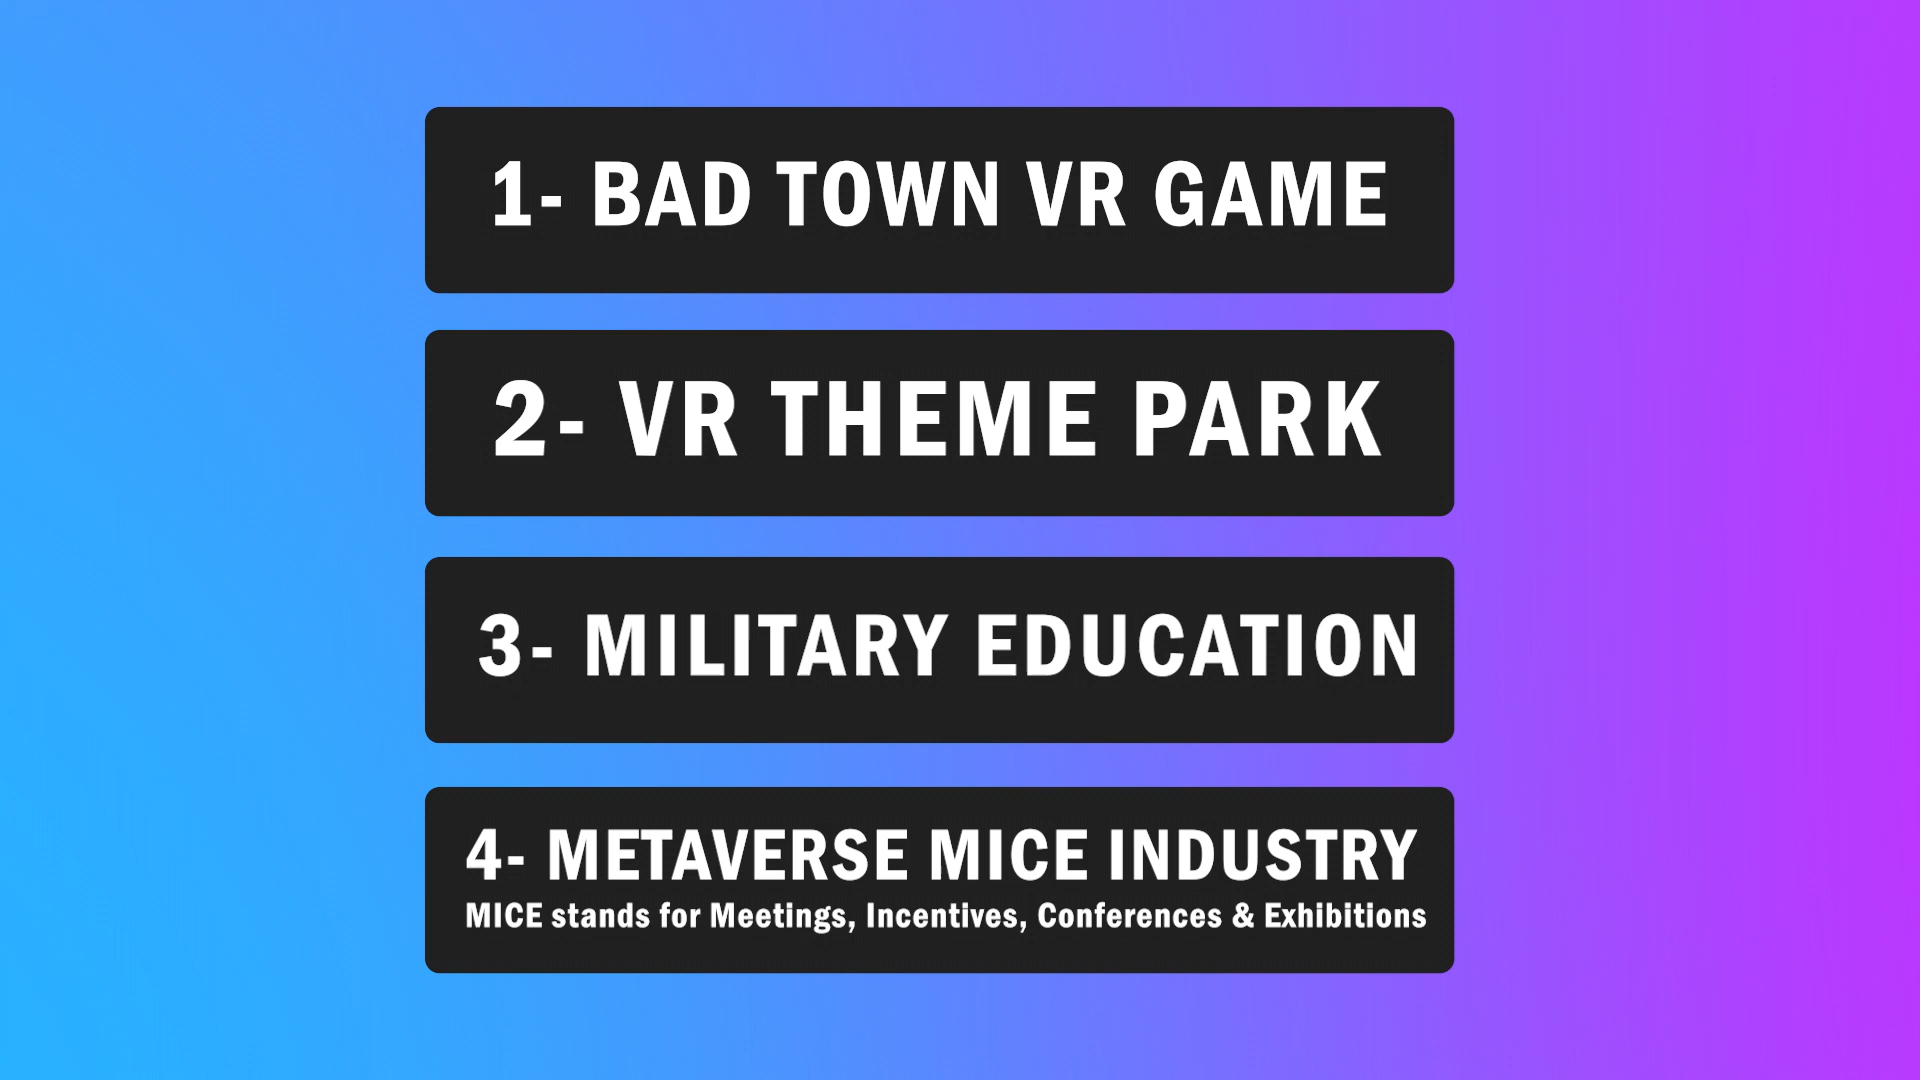 1- BAD TOWN VR GAME
2- VR THEME PARK
3- MILITARY EDUCATION
4- METAVERSE MICE INDUSTRY
MICE stands for Meetings, Incentives, Conferences & Exhibitions